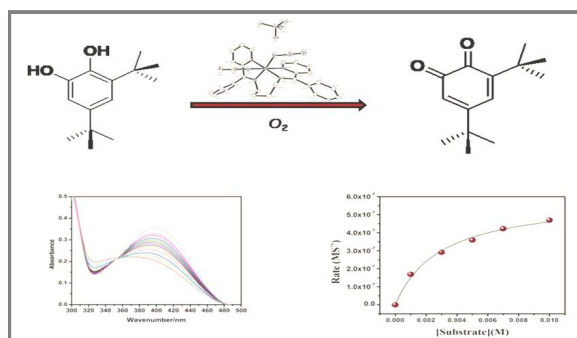 OH
HO
O₂
O
O
0.5
0.4
0.3
0.2
0.1
0.0
Absorbance
300 320 340 360 380 400 420 440 460 480 500
Wavenumber/nm
6.0x10⁻⁷
5.0x10⁻⁷
4.0x10⁻⁷
3.0x10⁻⁷
2.0x10⁻⁷
1.0x10⁻⁷
0.0
Rate (MS⁻¹)
0.000 0.002 0.004 0.006 0.008 0.010
[Substrate](M)